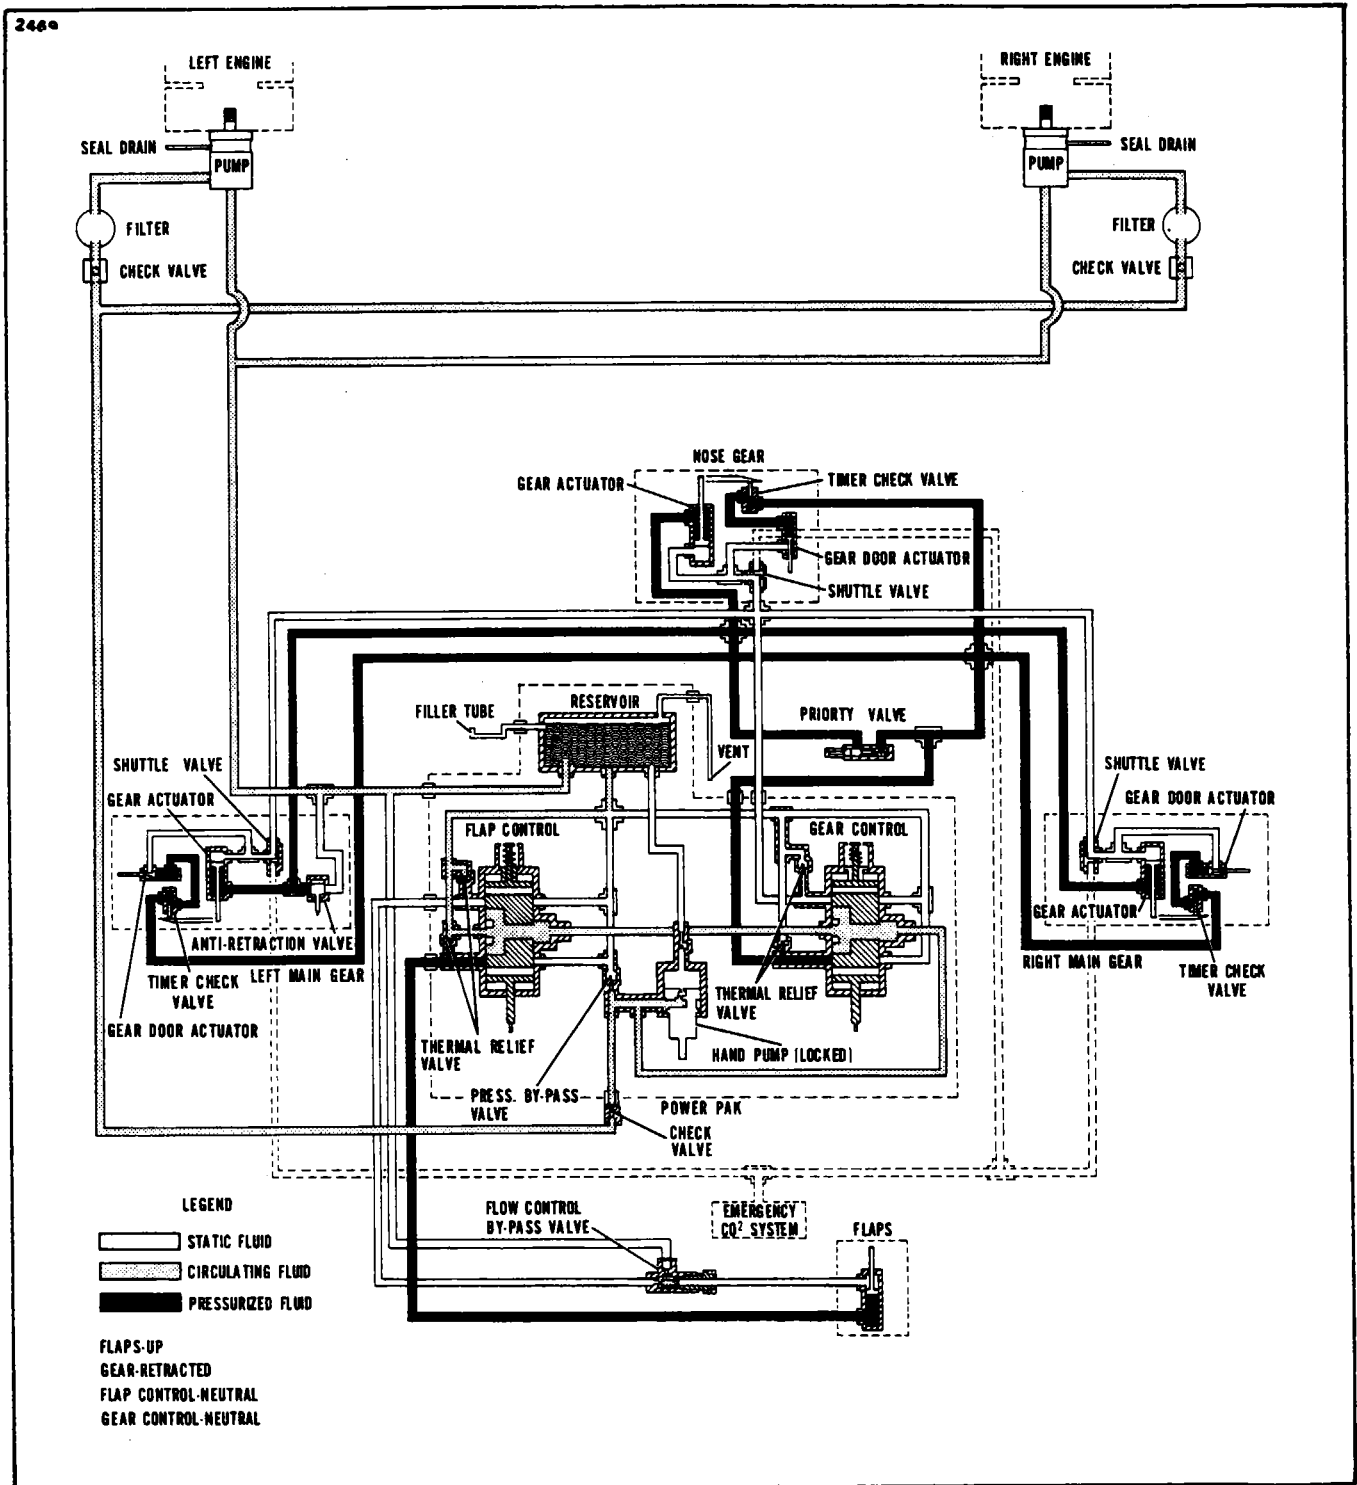 2469
LEFT ENGINE
RIGHT ENGINE
SEAL DRAIN
PUMP
PUMP
SEAL DRAIN
FILTER
FILTER
CHECK VALVE
CHECK VALVE
NOSE GEAR
GEAR ACTUATOR
TIMER CHECK VALVE
GEAR DOOR ACTUATOR
SHUTTLE VALVE
RESERVOIR
FILLER TUBE
PRIORTY VALVE
VENT
SHUTTLE VALVE
SHUTTLE VALVE
GEAR ACTUATOR
GEAR DOOR ACTUATOR
FLAP CONTROL
GEAR CONTROL
GEAR ACTUATOR
ANTI-RETRACTION VALVE
LEFT MAIN GEAR
RIGHT MAIN GEAR
TIMER CHECK
VALVE
TIMER CHECK
VALVE
GEAR DOOR ACTUATOR
THERMAL RELIEF
VALVE
THERMAL RELIEF
VALVE
HAND PUMP (LOCKED)
PRESS. BY-PASS
VALVE
POWER PAK
CHECK
VALVE
LEGEND
STATIC FLUID
CIRCULATING FLUID
PRESSURIZED FLUID
FLOW CONTROL
BY-PASS VALVE
EMERGENCY
CO² SYSTEM
FLAPS
FLAPS-UP
GEAR-RETRACTED
FLAP CONTROL-NEUTRAL
GEAR CONTROL-NEUTRAL